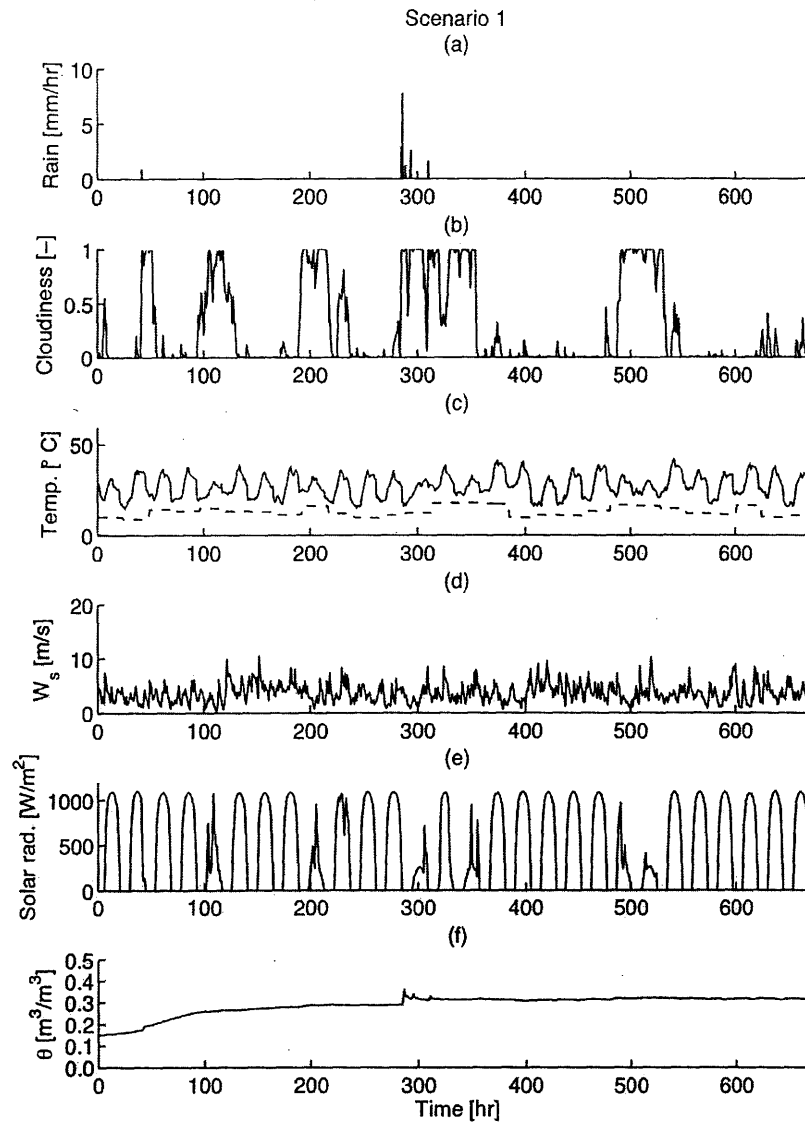 Scenario 1
(a)
Rain [mm/hr]
10
5
0
0 100 200 300 400 500 600
(b)
Cloudiness [–]
1
0.5
0
0 100 200 300 400 500 600
(c)
Temp. [° C]
50
0
0 100 200 300 400 500 600
(d)
W_s [m/s]
20
10
0
0 100 200 300 400 500 600
(e)
Solar rad. [W/m²]
1000
500
0
0 100 200 300 400 500 600
(f)
θ [m³/m³]
0.5
0.4
0.3
0.2
0.1
0.0
0 100 200 300 400 500 600
Time [hr]